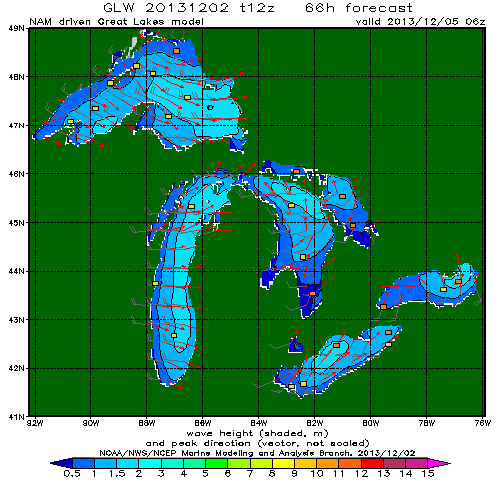 GLW 20131202 t12z 66h forecast
NAM driven Great Lakes model valid 2013/12/05 06z
49N
48N
47N
46N
45N
44N
43N
42N
41N
92W 90W 88W 86W 84W 82W 80W 78W 76W
wave height (shaded, m)
and peak direction (vector, not scaled)
NOAA/NWS/NCEP Marine Modeling and Analysis Branch, 2013/12/02
0.5 1 1.5 2 3 4 5 6 7 8 9 10 11 12 13 14 15